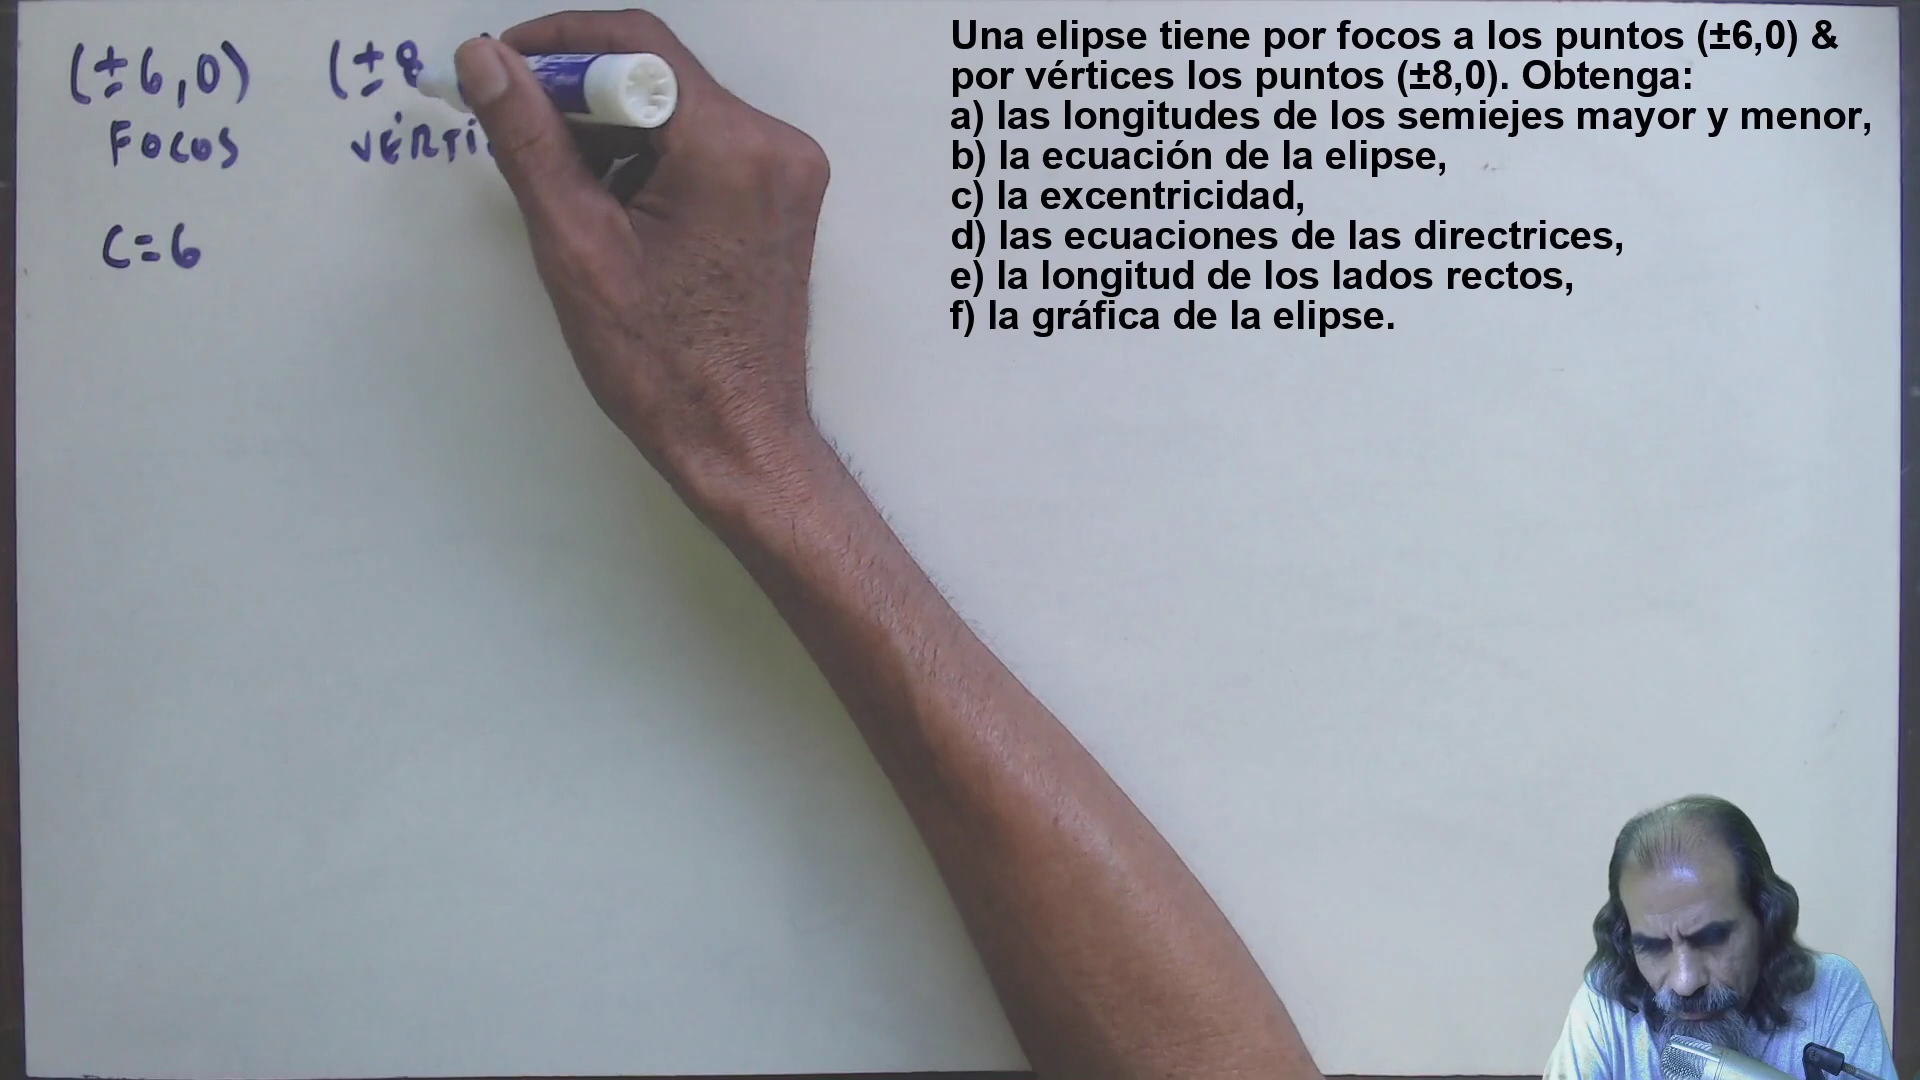 (±6,0) (±8
FOCOS VÉRTI
C=6
Una elipse tiene por focos a los puntos (±6,0) &
por vértices los puntos (±8,0). Obtenga:
a) las longitudes de los semiejes mayor y menor,
b) la ecuación de la elipse,
c) la excentricidad,
d) las ecuaciones de las directrices,
e) la longitud de los lados rectos,
f) la gráfica de la elipse.